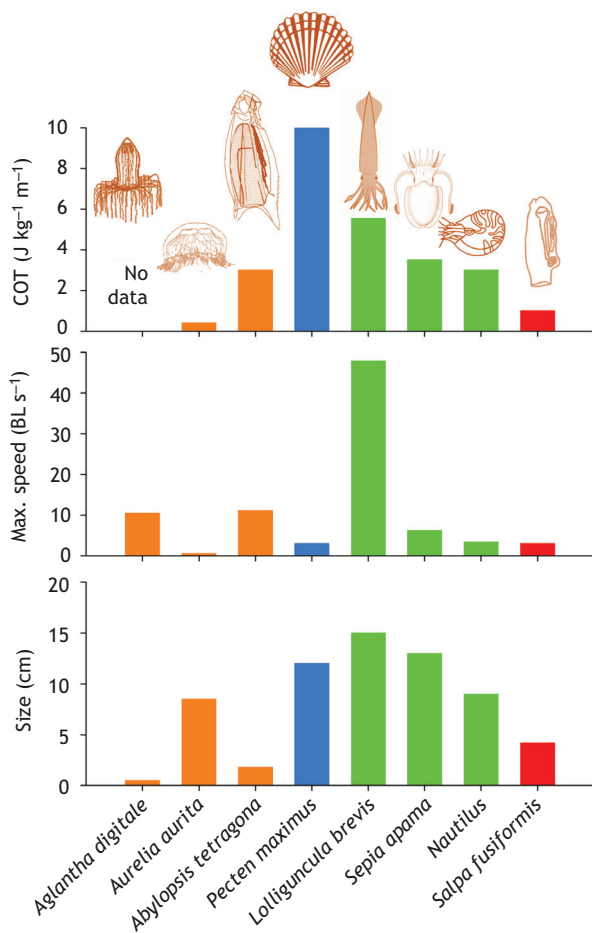 COT (J kg⁻¹ m⁻¹)
10
8
6
4
2
0
No
data
Max. speed (BL s⁻¹)
50
40
30
20
10
0
Size (cm)
20
15
10
5
0
Aglantha digitale
Aurelia aurita
Abylopsis tetragona
Pecten maximus
Lolliguncula brevis
Sepia apama
Nautilus
Salpa fusiformis